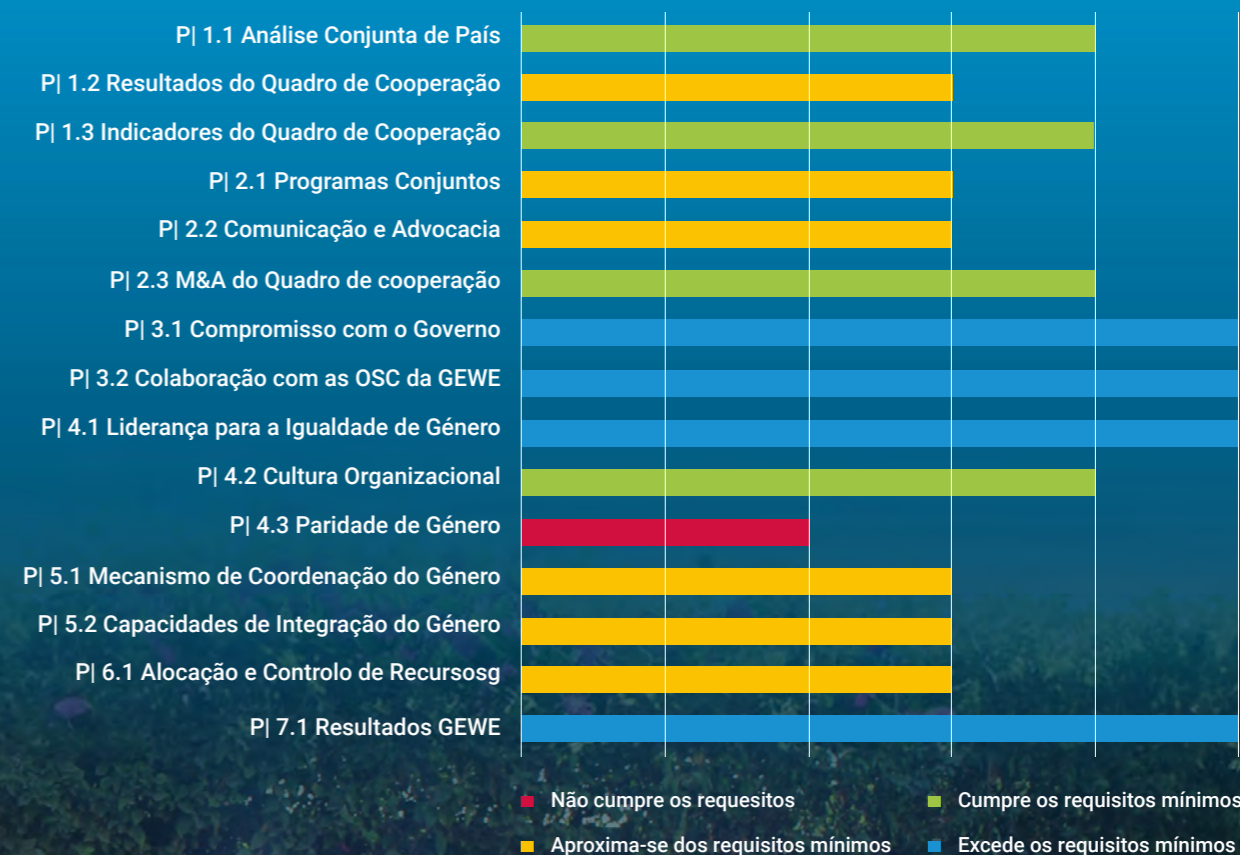 P| 1.1 Análise Conjunta de País
P| 1.2 Resultados do Quadro de Cooperação
P| 1.3 Indicadores do Quadro de Cooperação
P| 2.1 Programas Conjuntos
P| 2.2 Comunicação e Advocacia
P| 2.3 M&A do Quadro de cooperação
P| 3.1 Compromisso com o Governo
P| 3.2 Colaboração com as OSC da GEWE
P| 4.1 Liderança para a Igualdade de Género
P| 4.2 Cultura Organizacional
P| 4.3 Paridade de Género
P| 5.1 Mecanismo de Coordenação do Género
P| 5.2 Capacidades de Integração do Género
P| 6.1 Alocação e Controlo de Recursosg
P| 7.1 Resultados GEWE
Não cumpre os requesitos
Cumpre os requisitos mínimos
Aproxima-se dos requisitos mínimos
Excede os requisitos mínimos